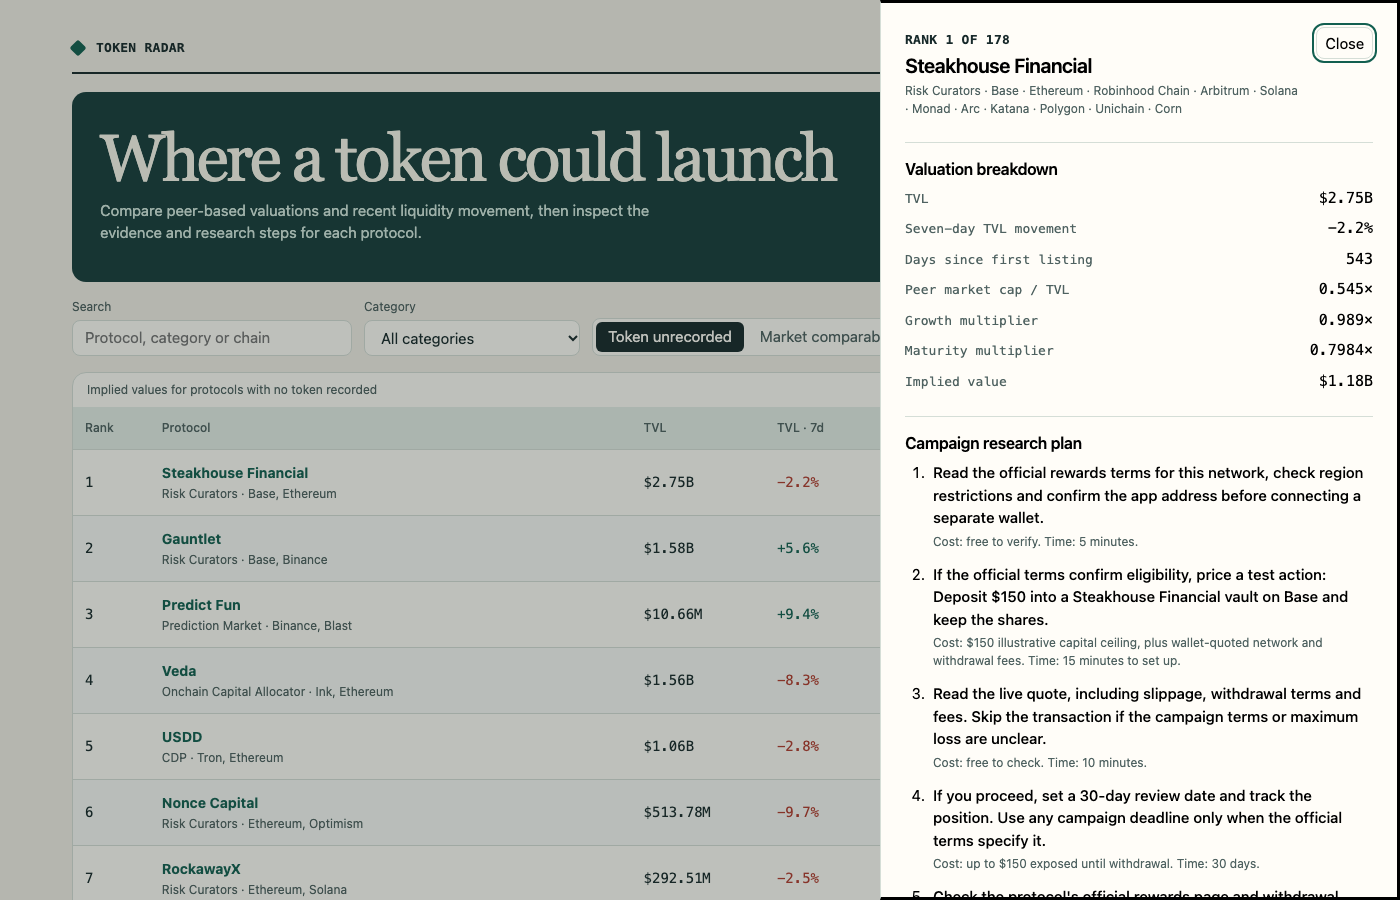 TOKEN RADAR
Where a token could launch
Compare peer-based valuations and recent liquidity movement, then inspect the
evidence and research steps for each protocol.
Search
Category
Protocol, category or chain
All categories
Token unrecorded
Market comparab
Implied values for protocols with no token recorded
Rank Protocol TVL TVL · 7d
1 Steakhouse Financial $2.75B −2.2%
Risk Curators · Base, Ethereum
2 Gauntlet $1.58B +5.6%
Risk Curators · Base, Binance
3 Predict Fun $10.66M +9.4%
Prediction Market · Binance, Blast
4 Veda $1.56B −8.3%
Onchain Capital Allocator · Ink, Ethereum
5 USDD $1.06B −2.8%
CDP · Tron, Ethereum
6 Nonce Capital $513.78M −9.7%
Risk Curators · Ethereum, Optimism
7 RockawayX $292.51M −2.5%
Risk Curators · Ethereum, Solana
RANK 1 OF 178
Close
Steakhouse Financial
Risk Curators · Base · Ethereum · Robinhood Chain · Arbitrum · Solana
· Monad · Arc · Katana · Polygon · Unichain · Corn
Valuation breakdown
TVL $2.75B
Seven-day TVL movement −2.2%
Days since first listing 543
Peer market cap / TVL 0.545×
Growth multiplier 0.989×
Maturity multiplier 0.7984×
Implied value $1.18B
Campaign research plan
1. Read the official rewards terms for this network, check region
restrictions and confirm the app address before connecting a
separate wallet.
Cost: free to verify. Time: 5 minutes.
2. If the official terms confirm eligibility, price a test action:
Deposit $150 into a Steakhouse Financial vault on Base and
keep the shares.
Cost: $150 illustrative capital ceiling, plus wallet-quoted network and
withdrawal fees. Time: 15 minutes to set up.
3. Read the live quote, including slippage, withdrawal terms and
fees. Skip the transaction if the campaign terms or maximum
loss are unclear.
Cost: free to check. Time: 10 minutes.
4. If you proceed, set a 30-day review date and track the
position. Use any campaign deadline only when the official
terms specify it.
Cost: up to $150 exposed until withdrawal. Time: 30 days.
5. Check the protocol's official rewards page and withdrawal